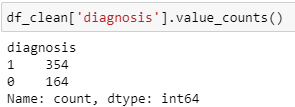 df_clean['diagnosis'].value_counts()
diagnosis
1    354
0    164
Name: count, dtype: int64